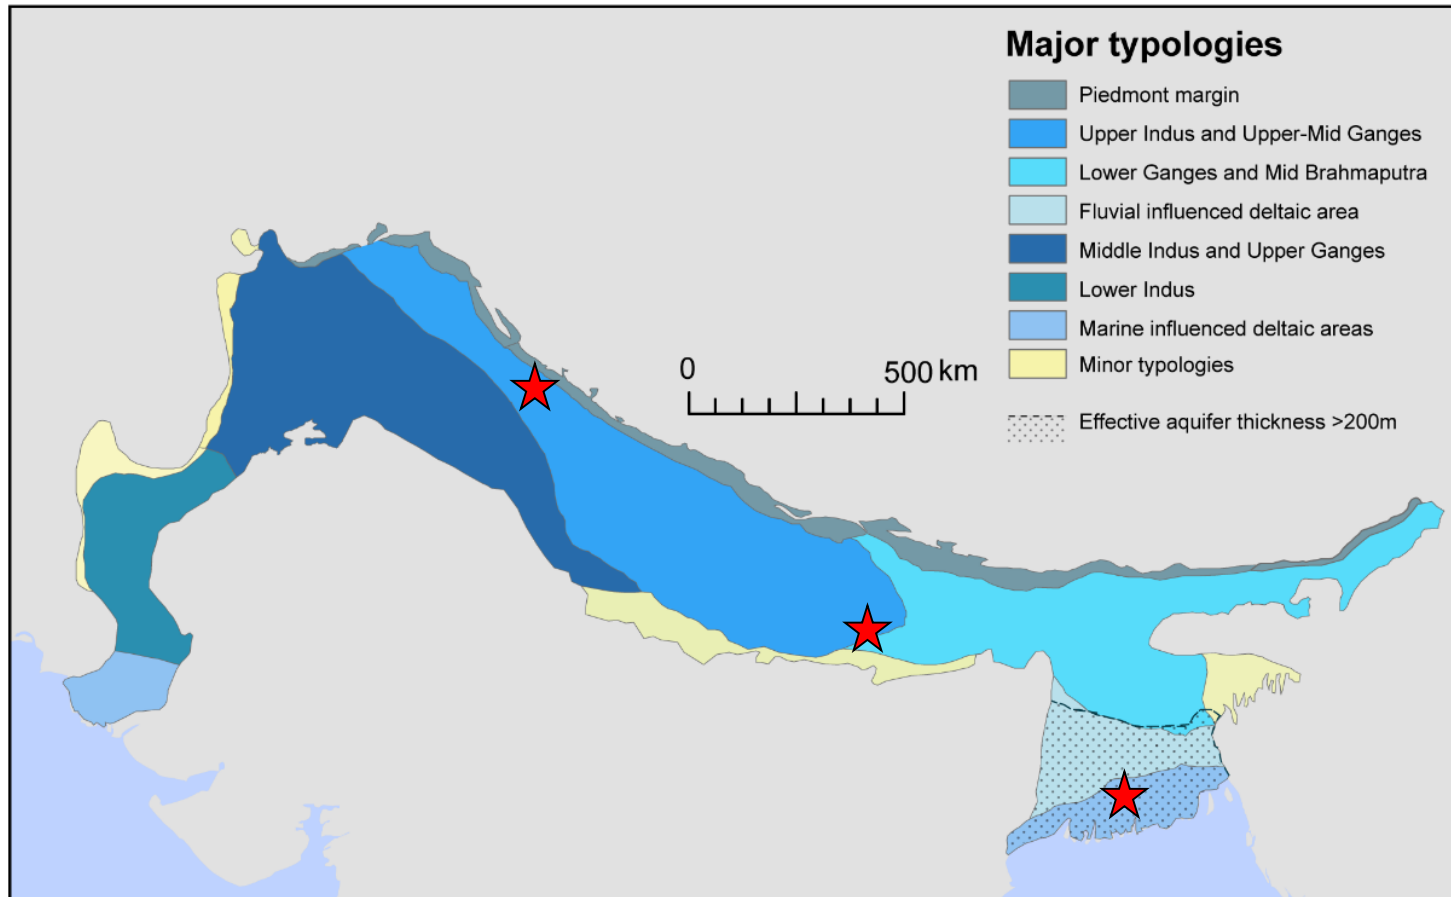 Major typologies
Piedmont margin
Upper Indus and Upper-Mid Ganges
Lower Ganges and Mid Brahmaputra
Fluvial influenced deltaic area
Middle Indus and Upper Ganges
Lower Indus
Marine influenced deltaic areas
Minor typologies
Effective aquifer thickness >200m
0 500 km